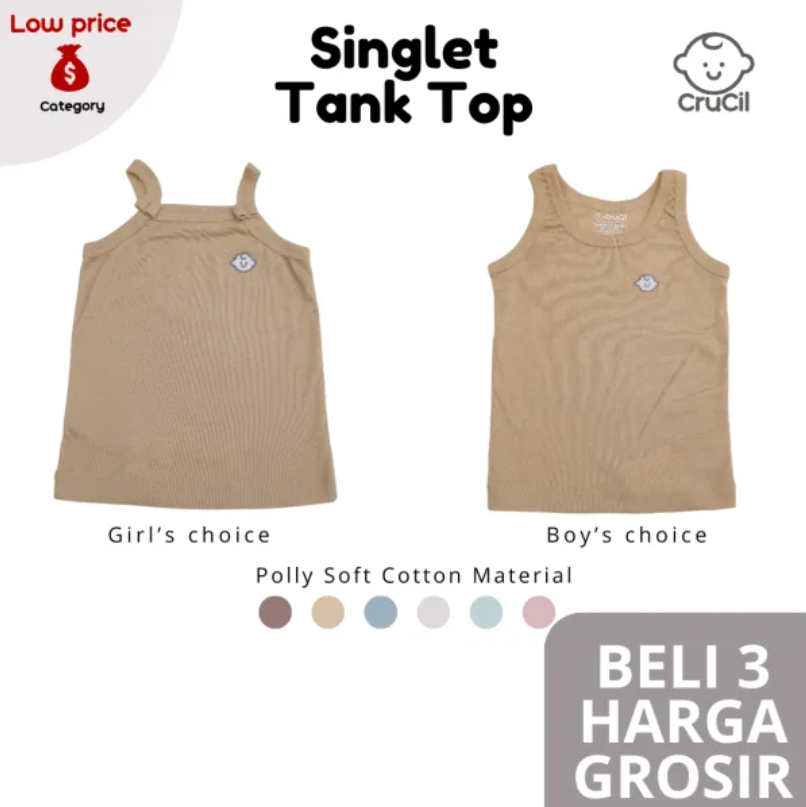 Low price
Category
Singlet
Tank Top
CruCil
Girl's choice
Boy's choice
Polly Soft Cotton Material
BELI 3
HARGA
GROSIR